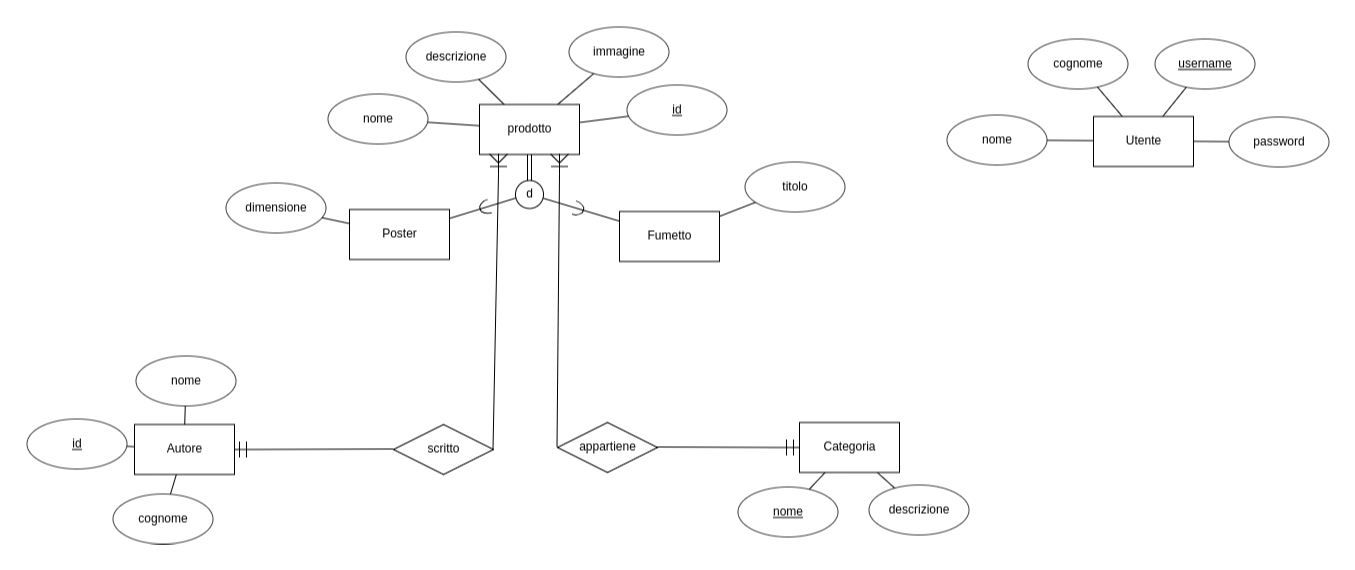 descrizione
immagine
nome
id
prodotto
cognome
username
nome
Utente
password
d
dimensione
Poster
Fumetto
titolo
nome
id
Autore
scritto
appartiene
Categoria
cognome
nome
descrizione